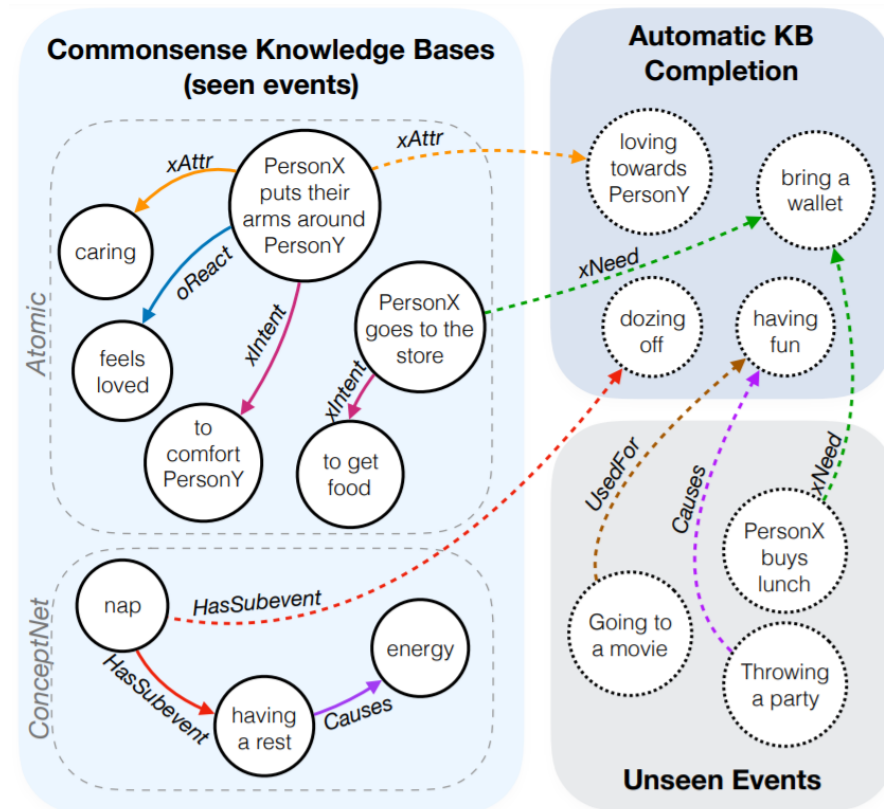 Commonsense Knowledge Bases
(seen events)
Automatic KB
Completion
Atomic
xAttr
PersonX
puts their
arms around
PersonY
caring
oReact
feels
loved
xIntent
to
comfort
PersonY
PersonX
goes to the
store
xIntent
to get
food
xAttr
loving
towards
PersonY
bring a
wallet
xNeed
dozing
off
having
fun
ConceptNet
nap
HasSubevent
HasSubevent
having
a rest
Causes
energy
UsedFor
Causes
xNeed
PersonX
buys
lunch
Going to
a movie
Throwing
a party
Unseen Events